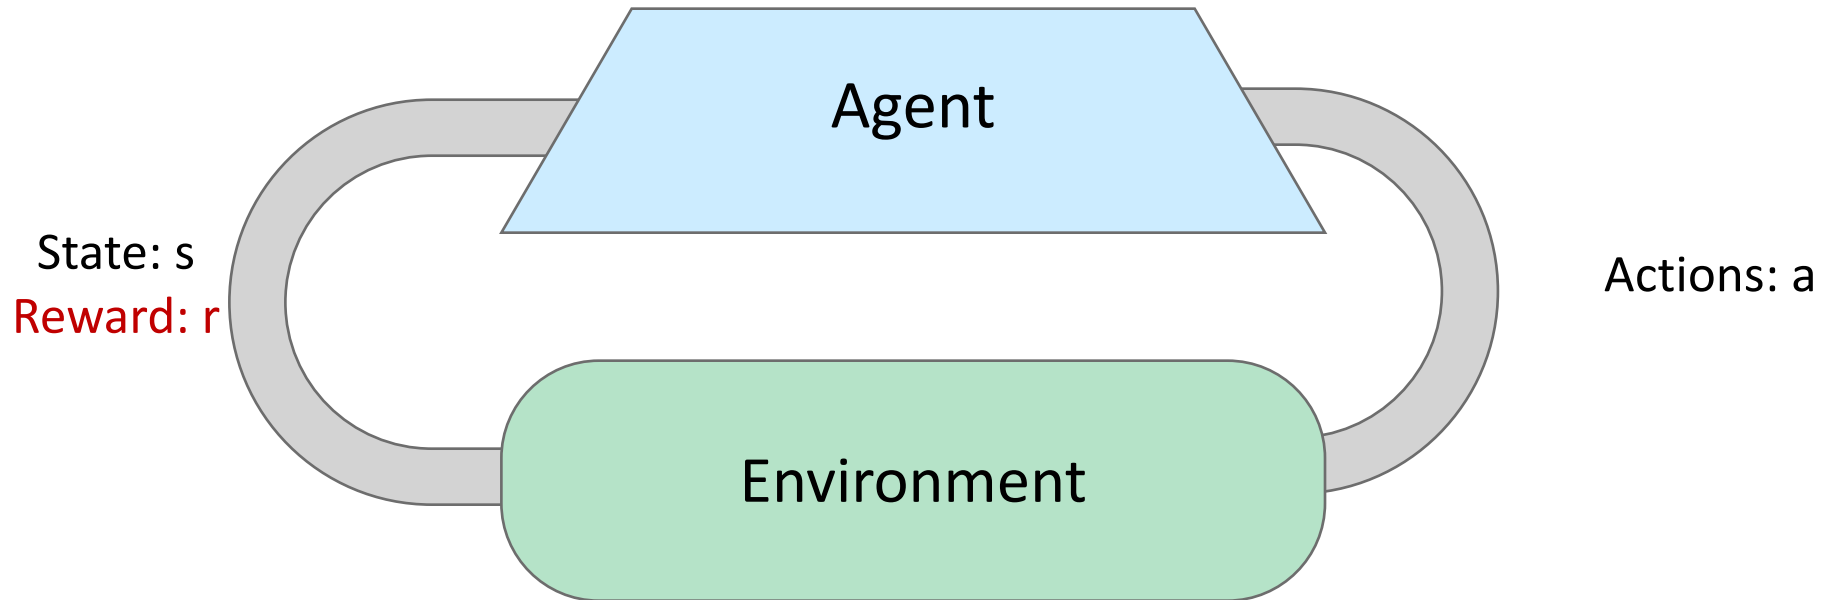 Agent
State: s
Reward: r
Actions: a
Environment